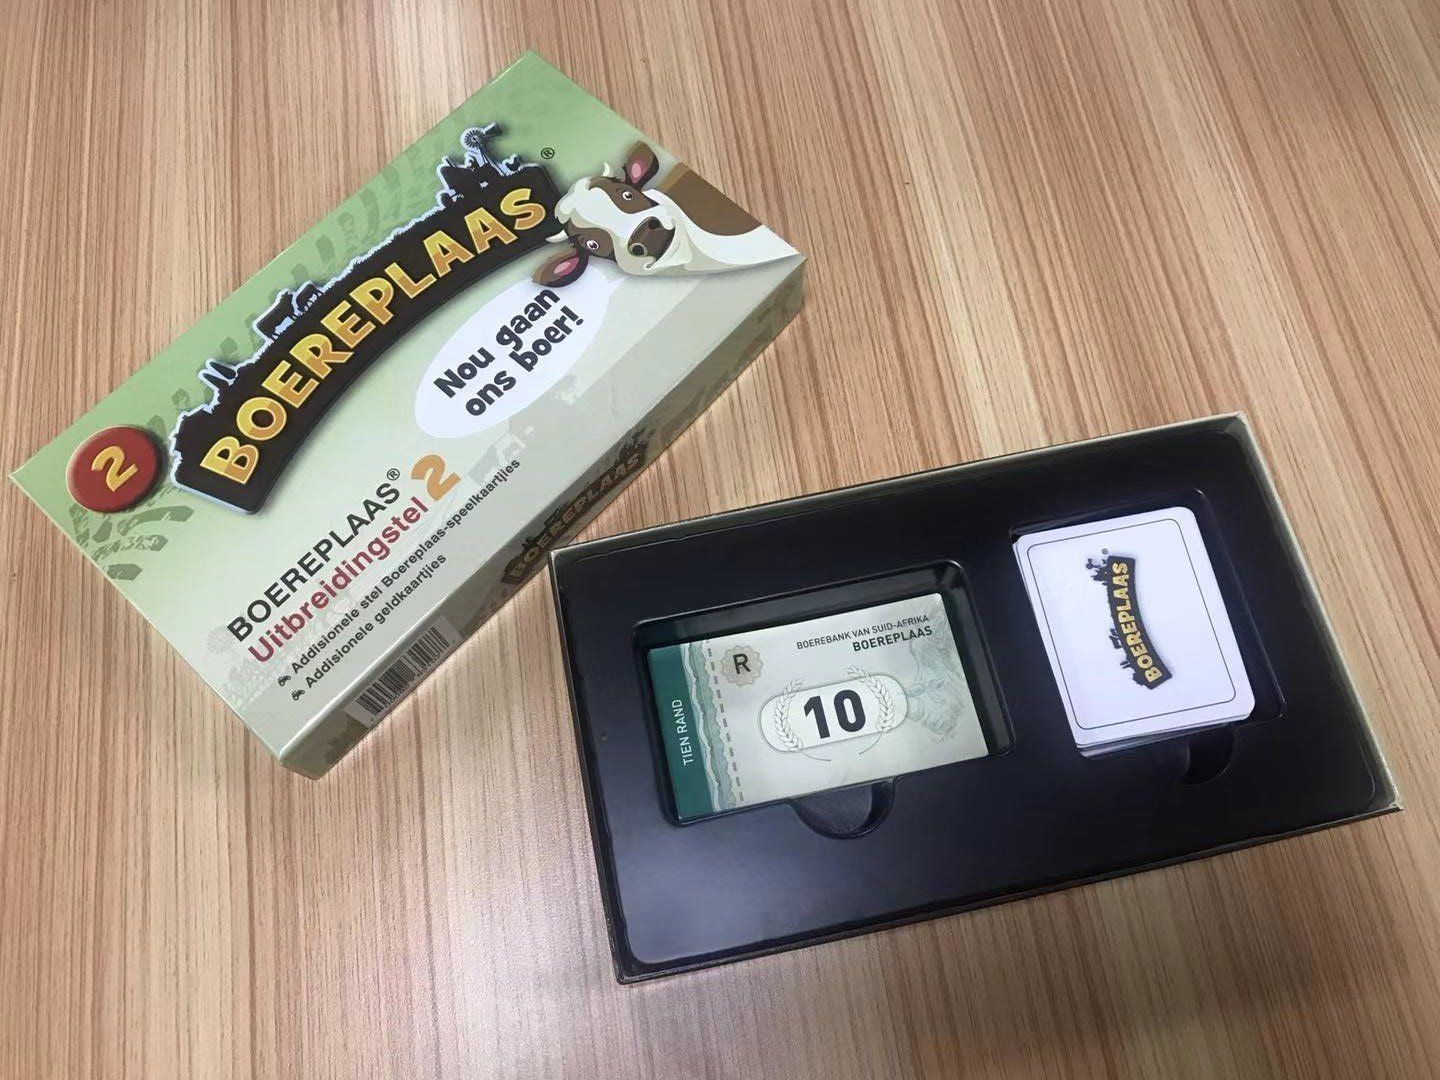 BOEREPLAAS®
Nou gaan
ons boer!
2
BOEREPLAAS®
Uitbreidingstel 2
Addisionele stel Boereplaas-speelkaartjies
Addisionele geldkaartjies
BOEREPLAAS
TIEN RAND
R
BOEREBANK VAN SUID-AFRIKA
BOEREPLAAS
10
BOEREPLAAS®